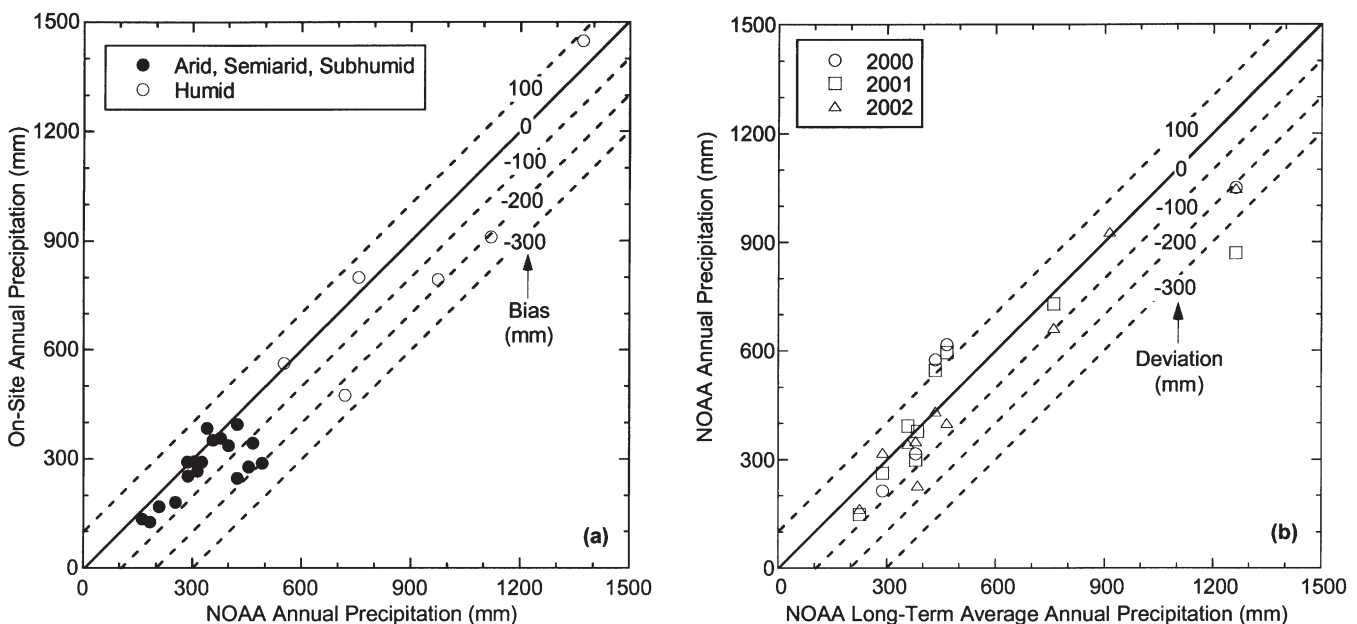 1500
1200
900
600
300
0
On-Site Annual Precipitation (mm)
Arid, Semiarid, Subhumid
Humid
100
0
-100
-200
-300
Bias
(mm)
(a)
0 300 600 900 1200 1500
NOAA Annual Precipitation (mm)
1500
1200
900
600
300
0
NOAA Annual Precipitation (mm)
2000
2001
2002
100
0
-100
-200
-300
Deviation
(mm)
(b)
0 300 600 900 1200 1500
NOAA Long-Term Average Annual Precipitation (mm)